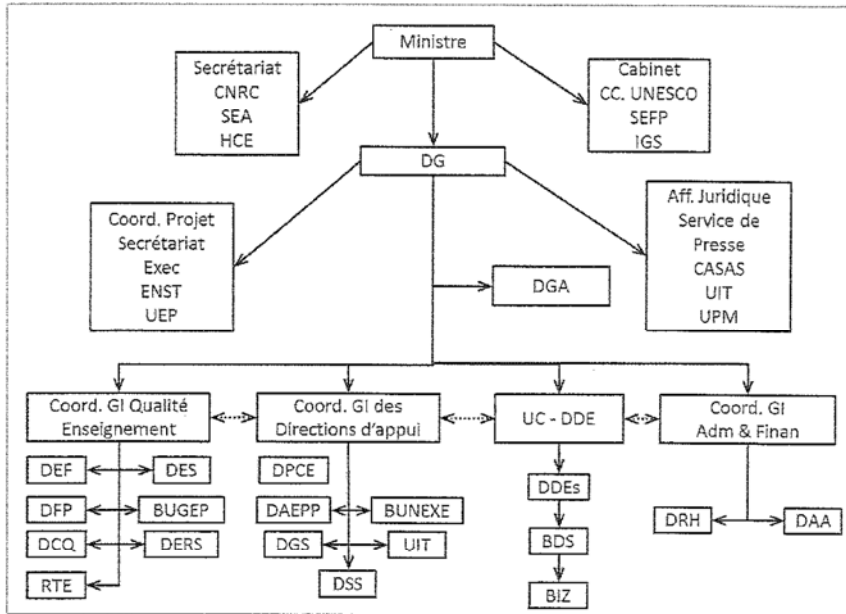 Ministre
Secrétariat
CNRC
SEA
HCE
Cabinet
CC. UNESCO
SEFP
IGS
DG
Coord. Projet
Secrétariat
Exec
ENST
UEP
Aff. Juridique
Service de
Presse
CASAS
UIT
UPM
DGA
Coord. GI Qualité
Enseignement
Coord. GI des
Directions d'appui
UC - DDE
Coord. GI
Adm & Finan
DEF
DES
DFP
BUGEP
DCQ
DERS
RTE
DPCE
DAEPP
BUNEXE
DGS
UIT
DSS
DDEs
BDS
BIZ
DRH
DAA